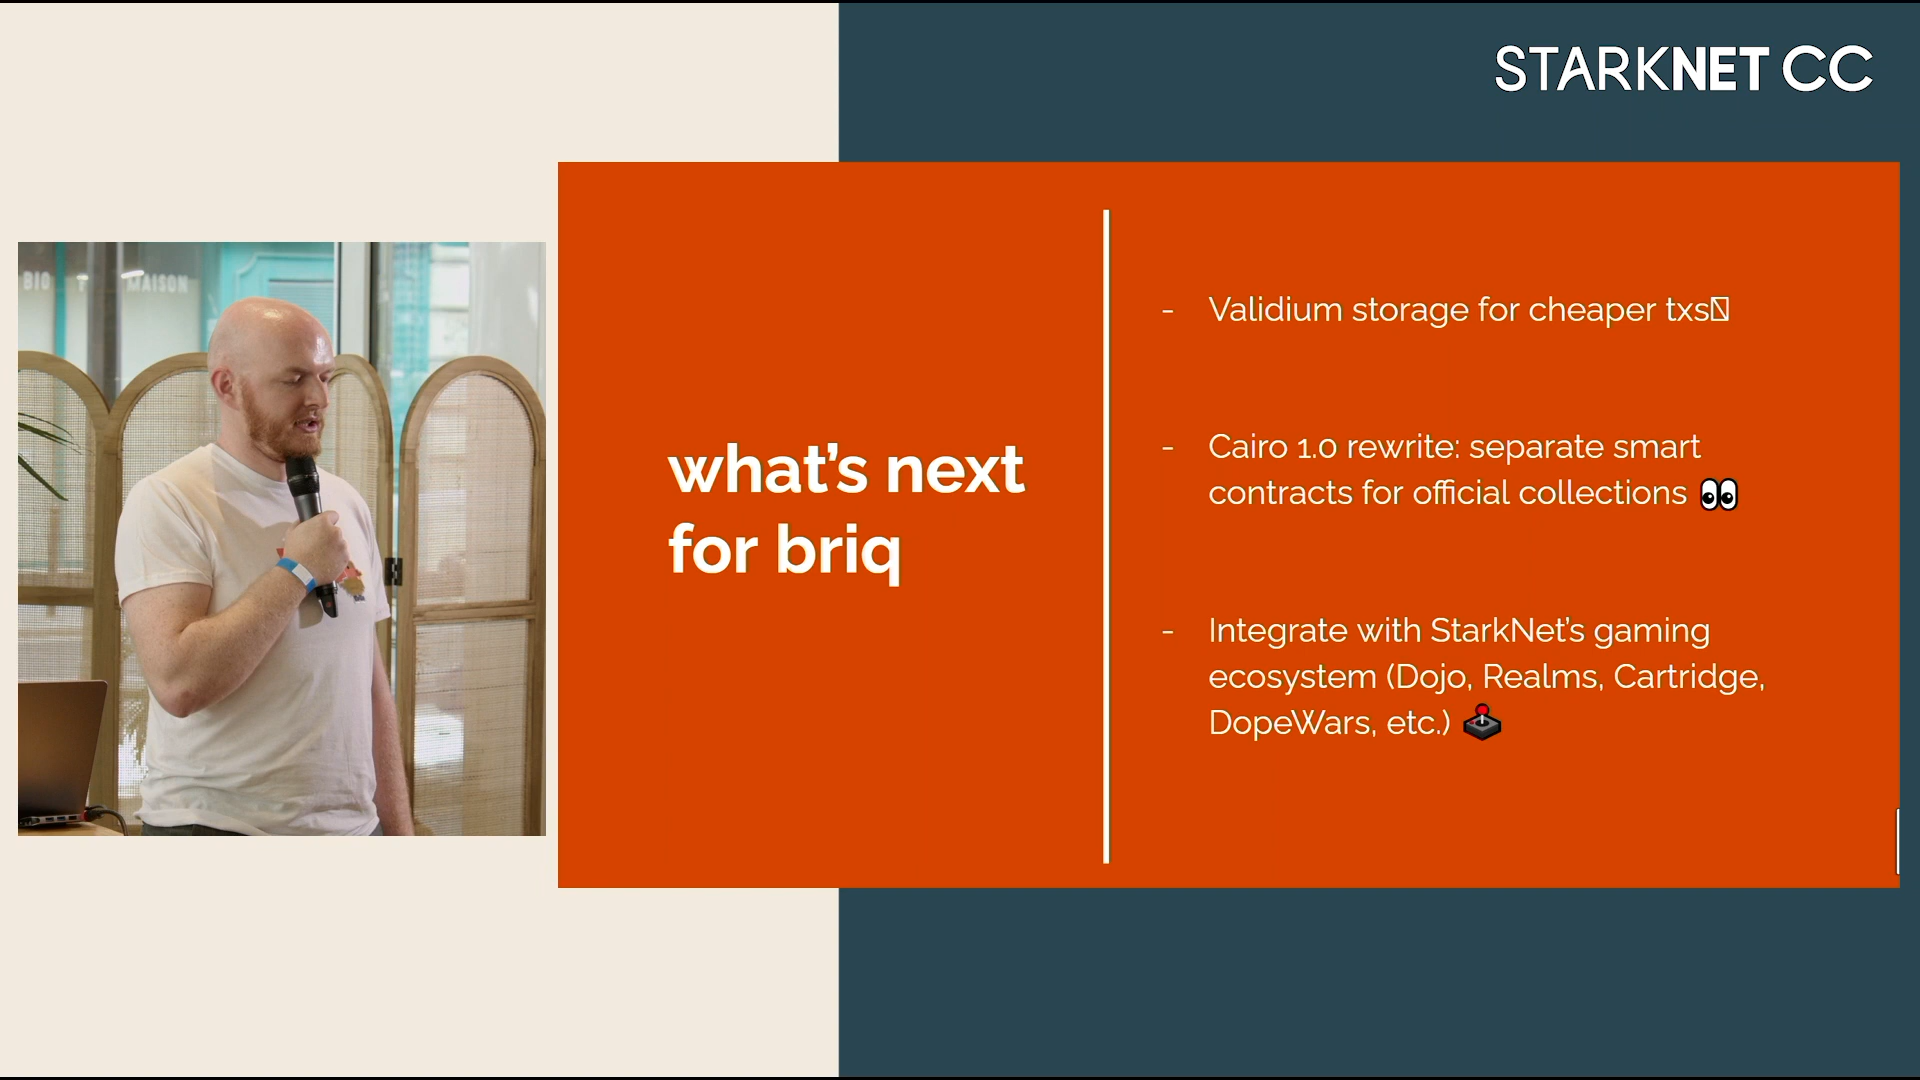 STARKNET CC
BIO
MAISON
what's next
for briq
- Validium storage for cheaper txs
- Cairo 1.0 rewrite: separate smart
contracts for official collections 👀
- Integrate with StarkNet's gaming
ecosystem (Dojo, Realms, Cartridge,
DopeWars, etc.) 🕹️